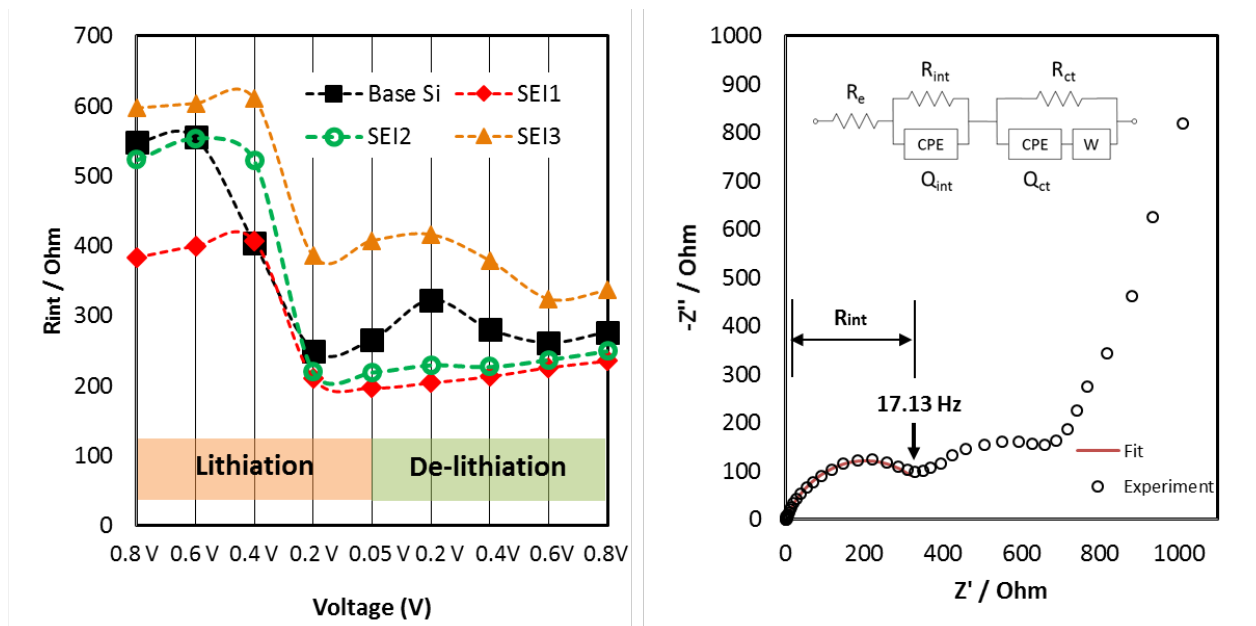 700
600
500
400
300
200
100
0
Rint / Ohm
Base Si
SEI1
SEI2
SEI3
Lithiation
De-lithiation
0.8 V 0.6 V 0.4 V 0.2 V 0.05 V 0.2 V 0.4 V 0.6 V 0.8V
Voltage (V)
1000
900
800
700
600
500
400
300
200
100
0
-Z'' / Ohm
Re
Rint
Rct
CPE
CPE
W
Qint
Qct
Rint
17.13 Hz
Fit
Experiment
0 200 400 600 800 1000
Z' / Ohm